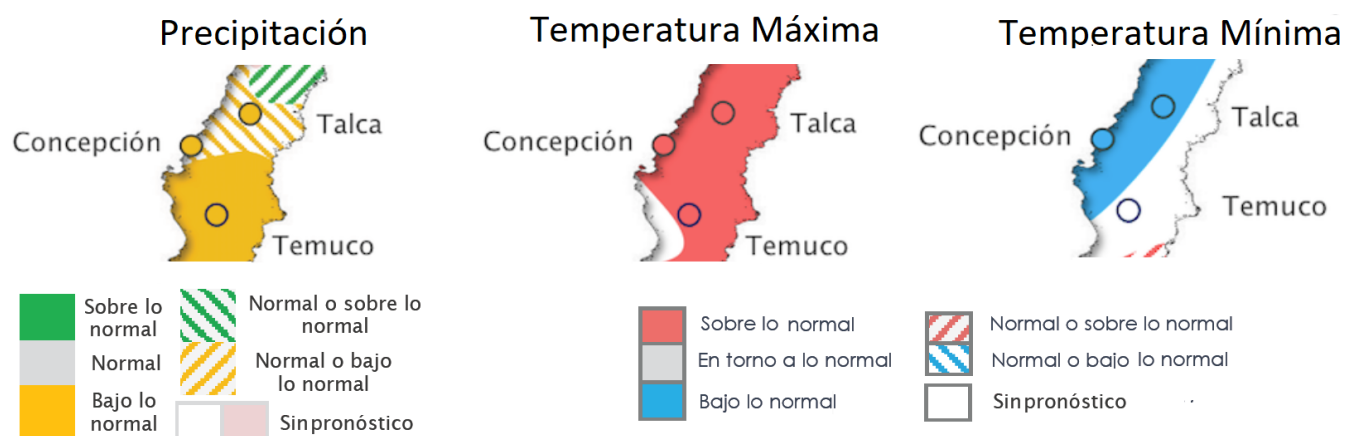 Precipitación
Temperatura Máxima
Temperatura Mínima
Concepción
Talca
Temuco
Concepción
Talca
Temuco
Concepción
Talca
Temuco
Sobre lo
normal
Normal
Bajo lo
normal
Normal o sobre lo
normal
Normal o bajo
lo normal
Sin pronóstico
Sobre lo normal
En torno a lo normal
Bajo lo normal
Normal o sobre lo normal
Normal o bajo lo normal
Sin pronóstico